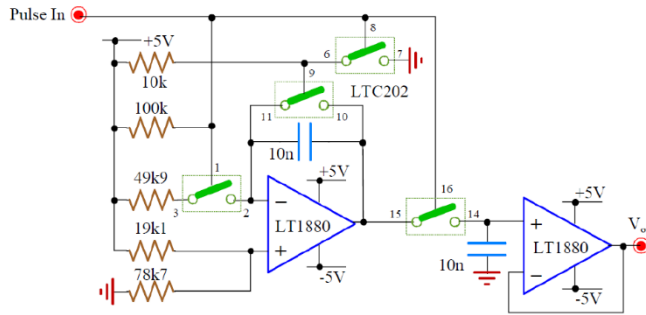 Pulse In
+5V
8
6
7
10k
9
LTC202
100k
11
10
10n
1
49k9
3
2
+5V
16
+5V
−
15
14
+
Vo
LT1880
LT1880
19k1
+
−
10n
78k7
-5V
-5V